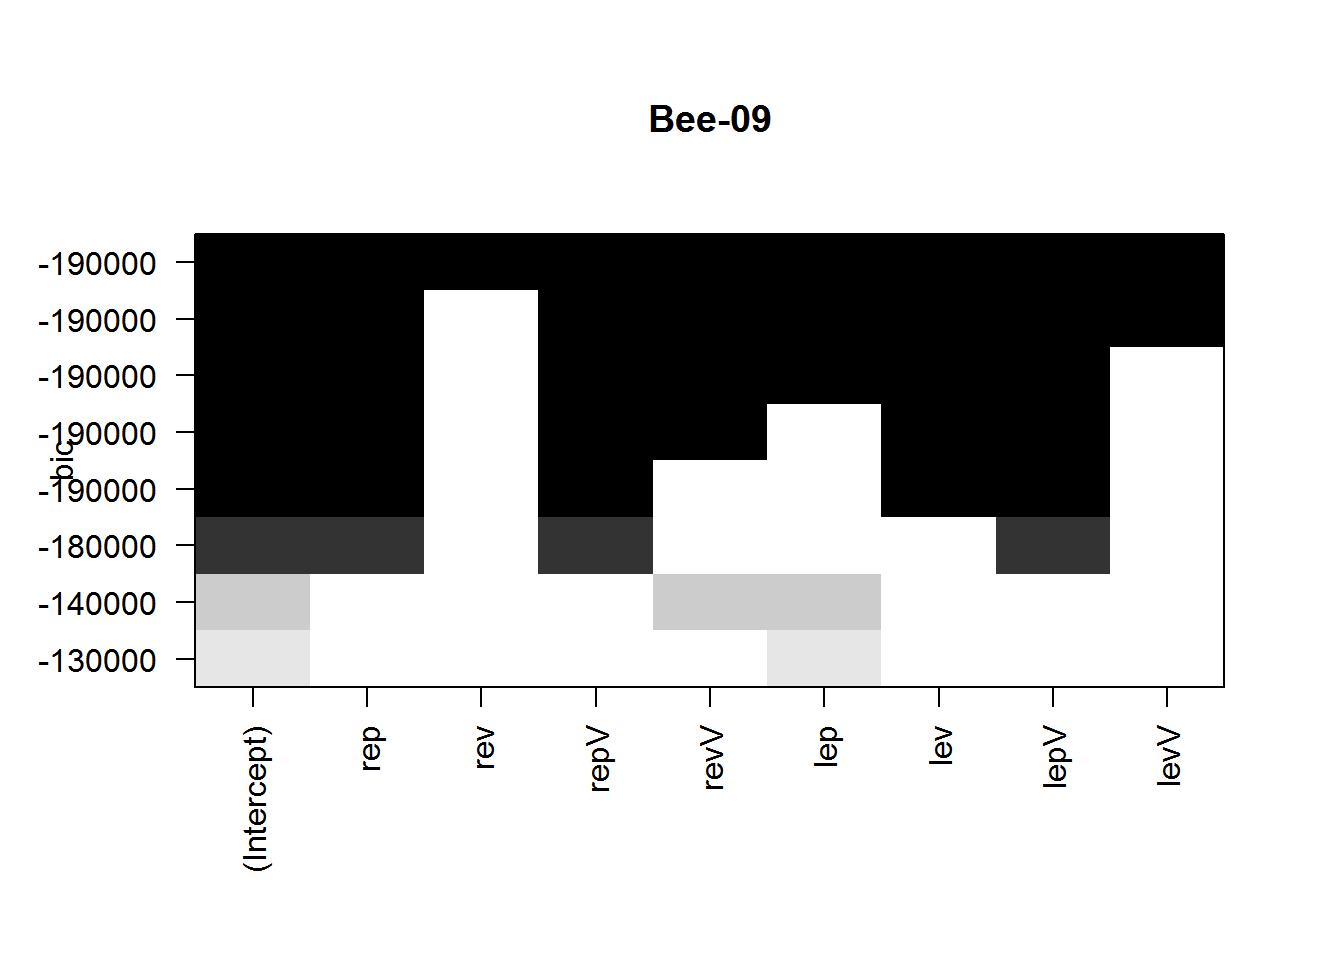 Bee-09
bic
-190000
-190000
-190000
-190000
-190000
-180000
-140000
-130000
(Intercept)
rep
rev
repV
revV
lep
lev
lepV
levV